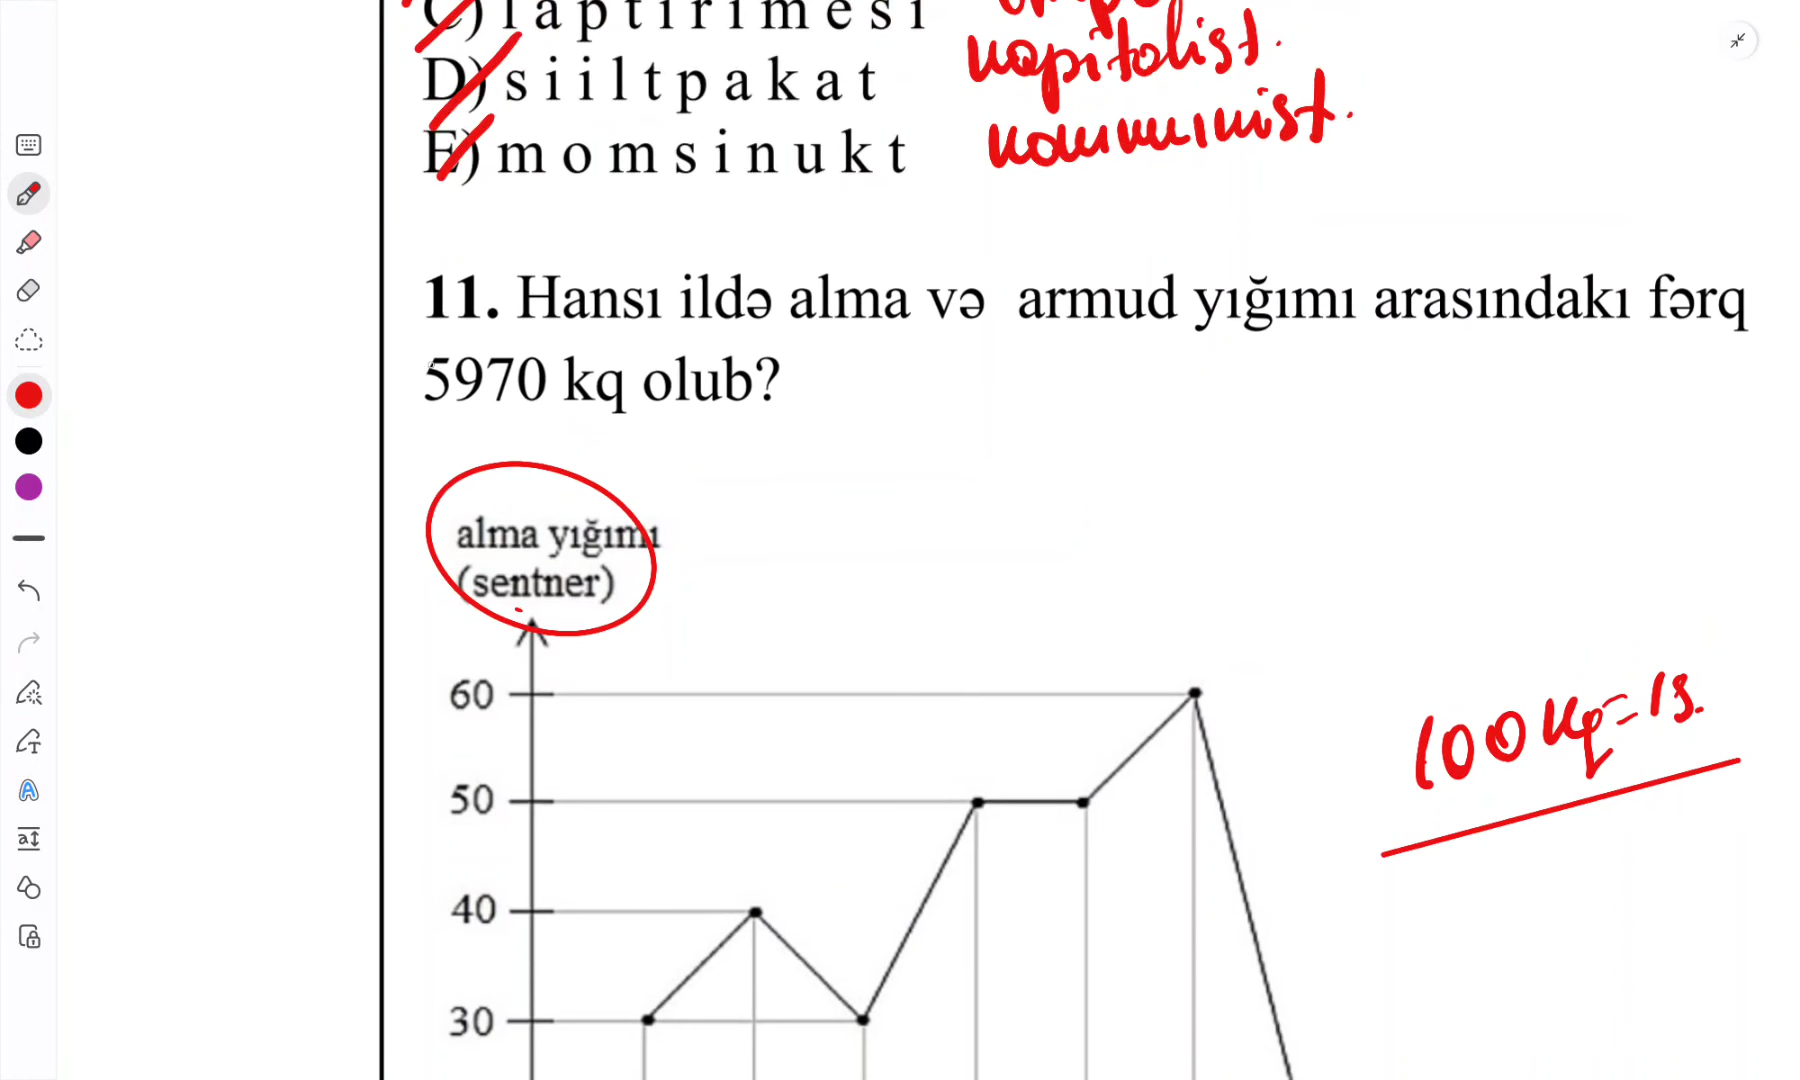 C) l a p t i r i m e s i
kapitalist.
D) s i i l t p a k a t
kommunist.
E) m o m s i n u k t
11. Hansı ildə alma və armud yığımı arasındakı fərq
5970 kq olub?
alma yığımı
(sentner)
60
100 kq = 1s.
50
40
30